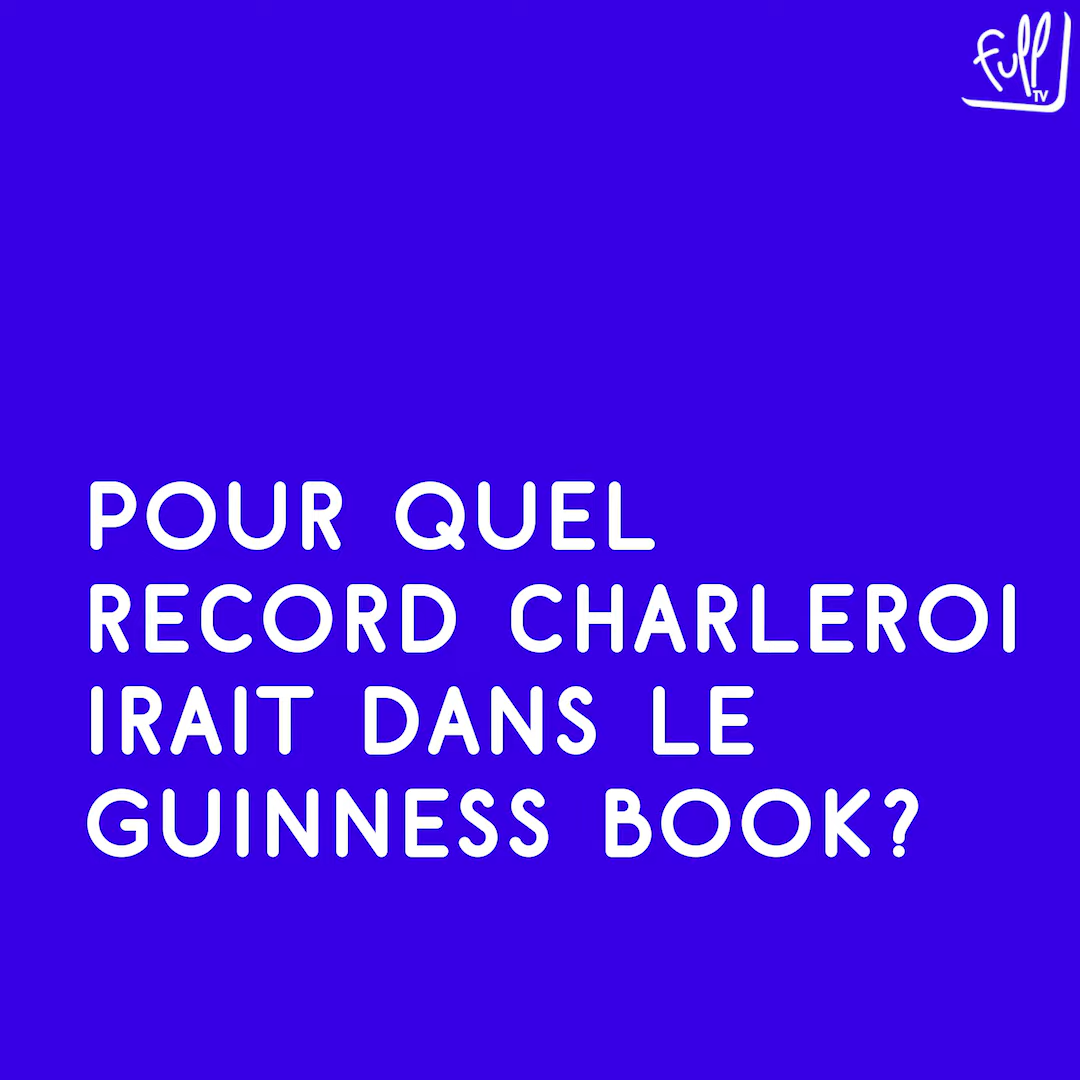 Full
TV
POUR QUEL
RECORD CHARLEROI
IRAIT DANS LE
GUINNESS BOOK?